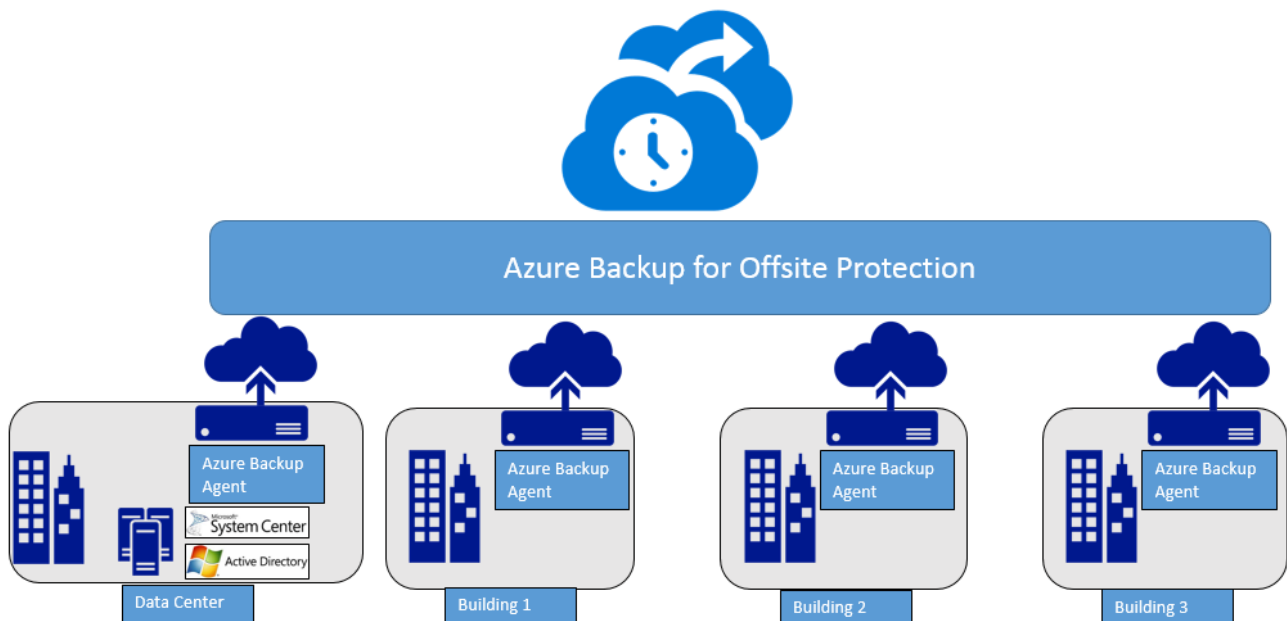 Azure Backup for Offsite Protection
Azure Backup
Agent
Microsoft
System Center
Active Directory
Data Center
Azure Backup
Agent
Building 1
Azure Backup
Agent
Building 2
Azure Backup
Agent
Building 3